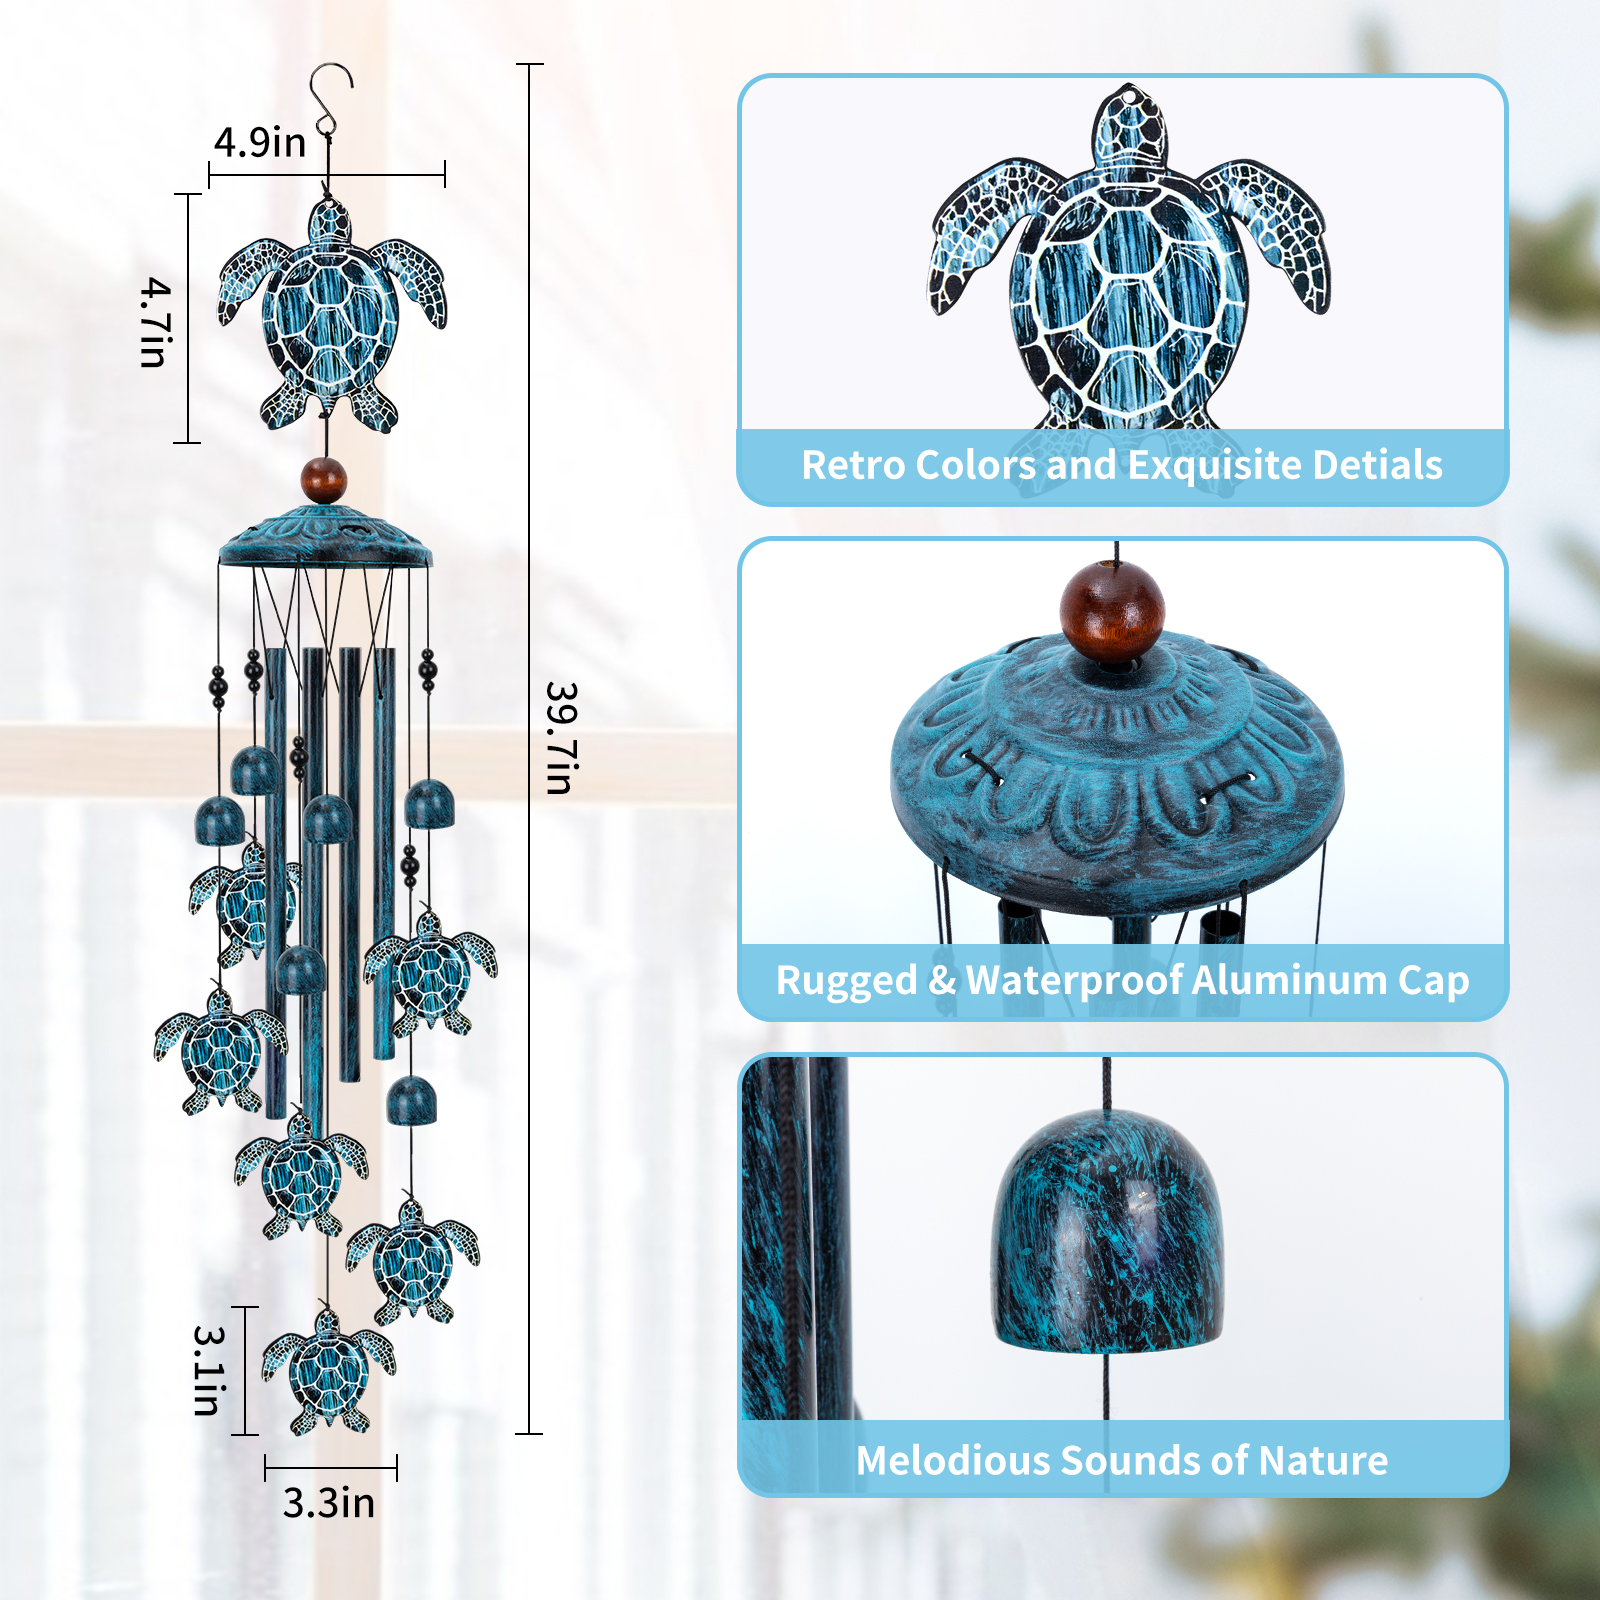 4.9in
4.7in
39.7in
3.1in
3.3in
Retro Colors and Exquisite Detials
Rugged & Waterproof Aluminum Cap
Melodious Sounds of Nature